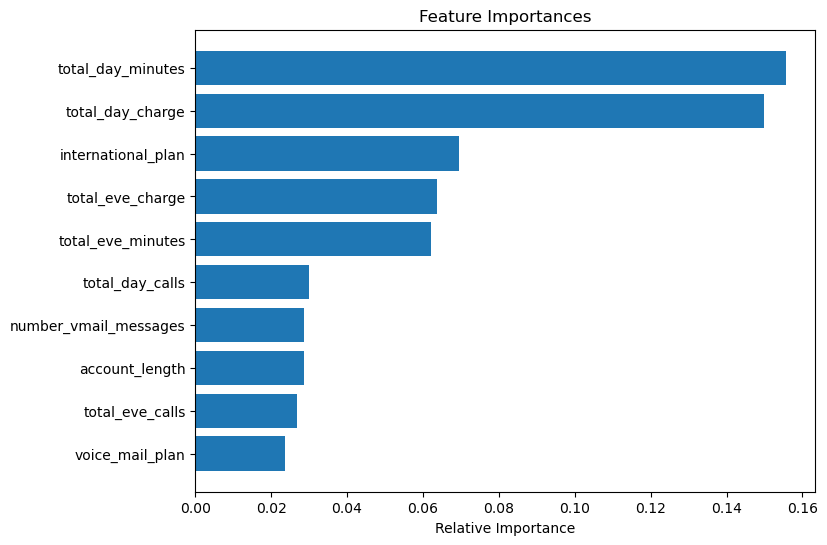 Feature Importances
total_day_minutes
total_day_charge
international_plan
total_eve_charge
total_eve_minutes
total_day_calls
number_vmail_messages
account_length
total_eve_calls
voice_mail_plan
0.00 0.02 0.04 0.06 0.08 0.10 0.12 0.14 0.16
Relative Importance